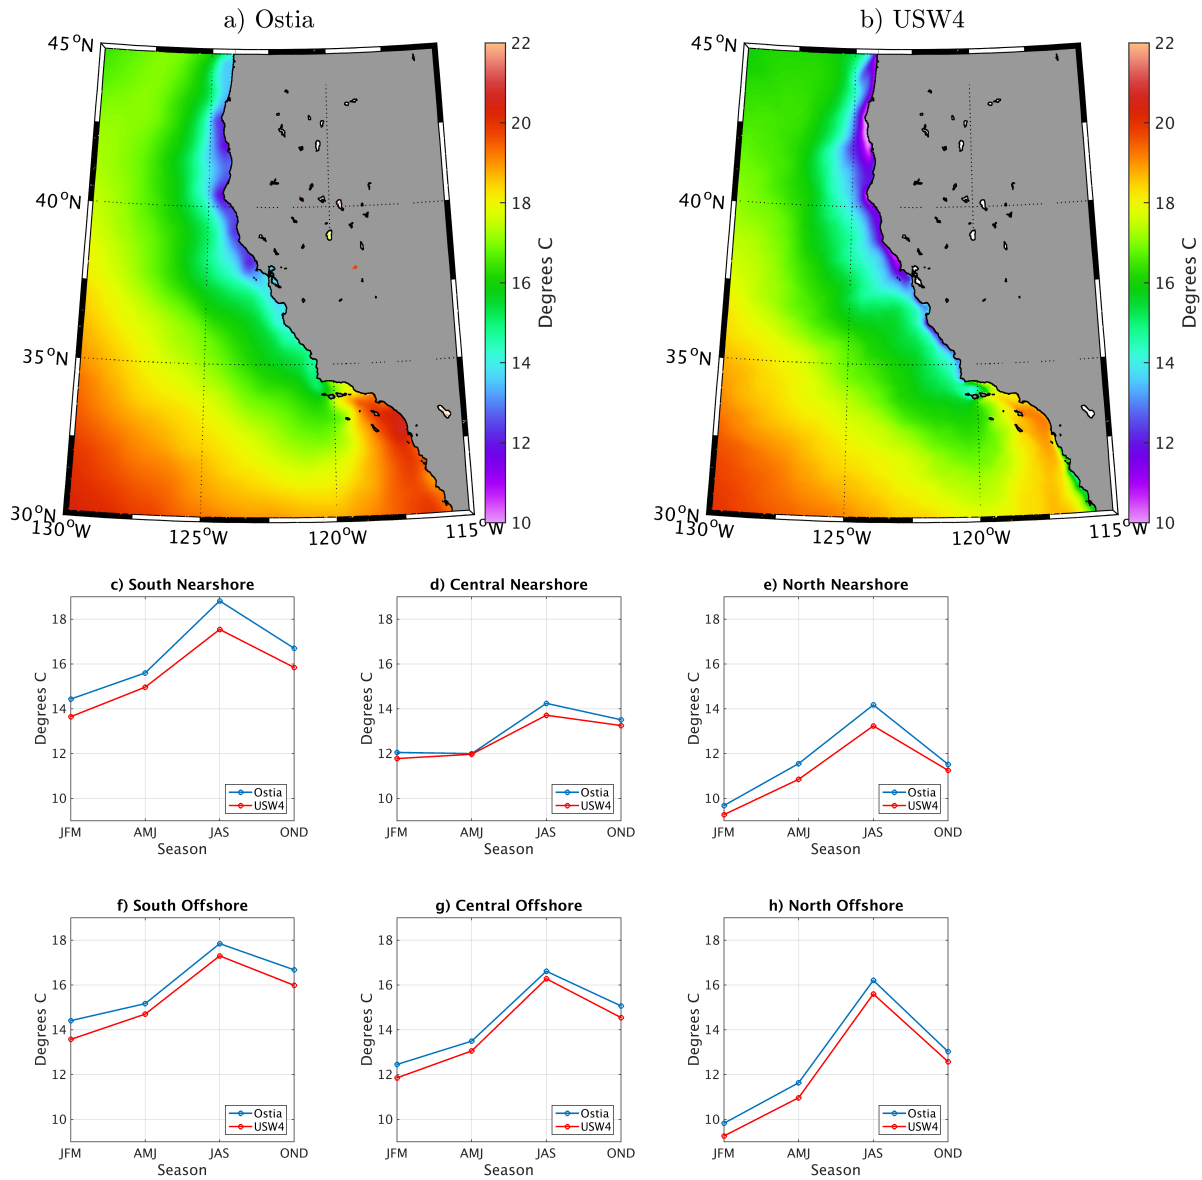 a) Ostia
b) USW4
45°N
40°N
35°N
30°N
130°W
125°W
120°W
115°W
22
20
18
16
14
12
10
Degrees C
45°N
40°N
35°N
30°N
130°W
125°W
120°W
115°W
22
20
18
16
14
12
10
Degrees C
c) South Nearshore
18
16
14
12
10
Degrees C
JFM AMJ JAS OND
Season
Ostia
USW4
d) Central Nearshore
18
16
14
12
10
Degrees C
JFM AMJ JAS OND
Season
Ostia
USW4
e) North Nearshore
18
16
14
12
10
Degrees C
JFM AMJ JAS OND
Season
Ostia
USW4
f) South Offshore
18
16
14
12
10
Degrees C
JFM AMJ JAS OND
Season
Ostia
USW4
g) Central Offshore
18
16
14
12
10
Degrees C
JFM AMJ JAS OND
Season
Ostia
USW4
h) North Offshore
18
16
14
12
10
Degrees C
JFM AMJ JAS OND
Season
Ostia
USW4